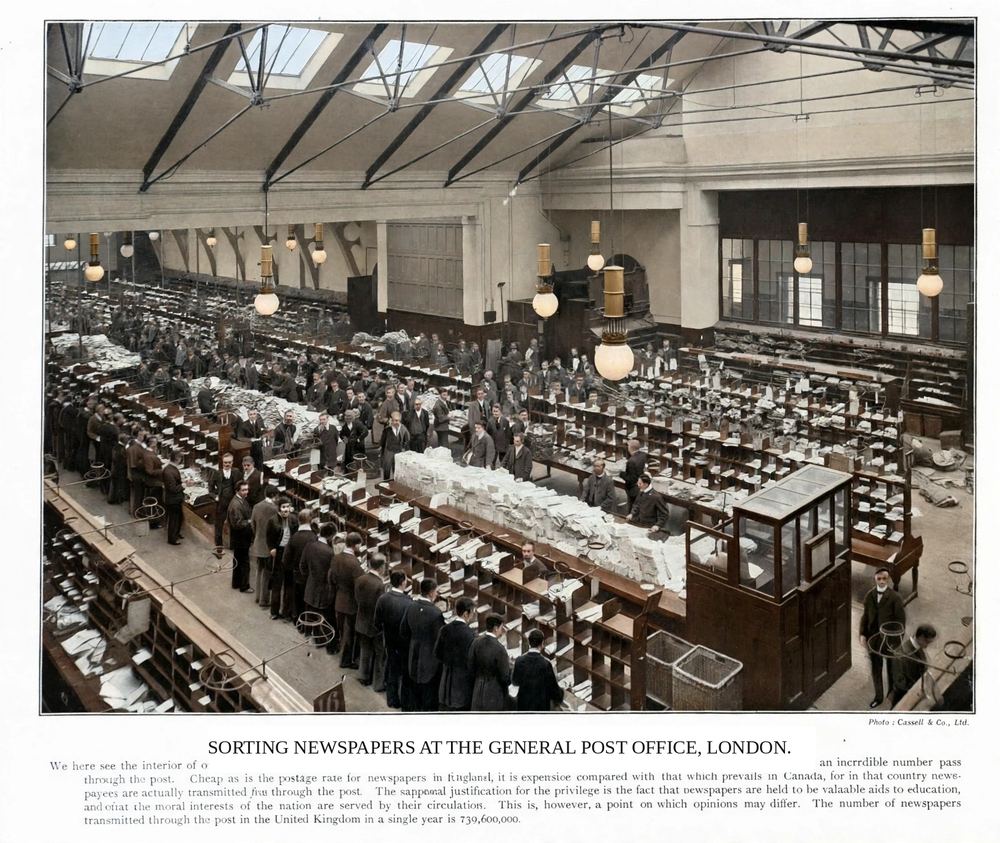 Photo : Cassell & Co., Ltd.
SORTING NEWSPAPERS AT THE GENERAL POST OFFICE, LONDON.
We here see the interior of o an incrrdible number pass
through the post. Cheap as is the postage rate for newspapers in it is expensioe compared with that which prevails in Canada, for in that country news-
payees are actually transmitted through the post. The justification for the privilege is the fact that newspapers are held to be valaable aids to education,
the moral interests of the nation are served by their circulation. This is, however, a point on which opinions may differ. The number of newspapers
transmitted through the post in the United Kingdom in a single year is 739,600,000.